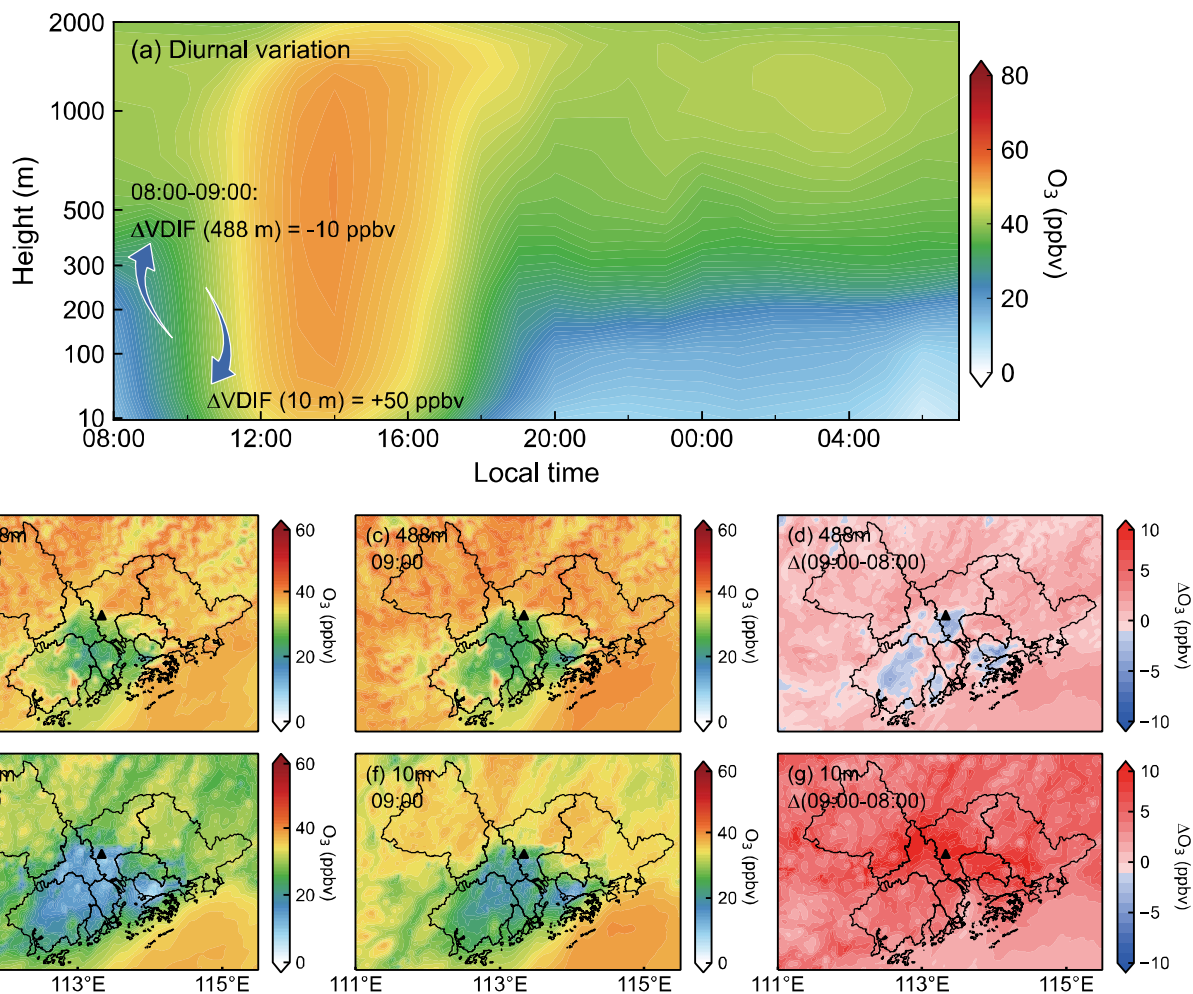 2000
(a) Diurnal variation
1000
500
300
200
100
10
Height (m)
08:00-09:00:
ΔVDIF (488 m) = -10 ppbv
ΔVDIF (10 m) = +50 ppbv
08:00
12:00
16:00
20:00
00:00
04:00
Local time
80
60
40
20
0
O₃ (ppbv)
8m
60
40
20
0
O₃ (ppbv)
(c) 488m
09:00
60
40
20
0
O₃ (ppbv)
(d) 488m
Δ(09:00-08:00)
10
5
0
−5
−10
ΔO₃ (ppbv)
m
60
40
20
0
O₃ (ppbv)
113°E
115°E
(f) 10m
09:00
60
40
20
0
O₃ (ppbv)
111°E
113°E
115°E
(g) 10m
Δ(09:00-08:00)
10
5
0
−5
−10
ΔO₃ (ppbv)
111°E
113°E
115°E